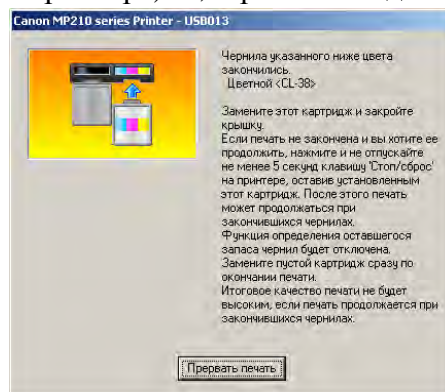 Canon MP210 series Printer - USB013
Чернила указанного ниже цвета
закончились.
Цветной <CL-38>
Замените этот картридж и закройте
крышку.
Если печать не закончена и вы хотите ее
продолжить, нажмите и не отпускайте
не менее 5 секунд клавишу 'Стоп/сброс'
на принтере, оставив установленным
этот картридж. После этого печать
может продолжаться при
закончившихся чернилах.
Функция определения оставшегося
запаса чернил будет отключена.
Замените пустой картридж сразу по
окончании печати.
Итоговое качество печати не будет
высоким, если печать продолжается при
закончившихся чернилах.
Прервать печать